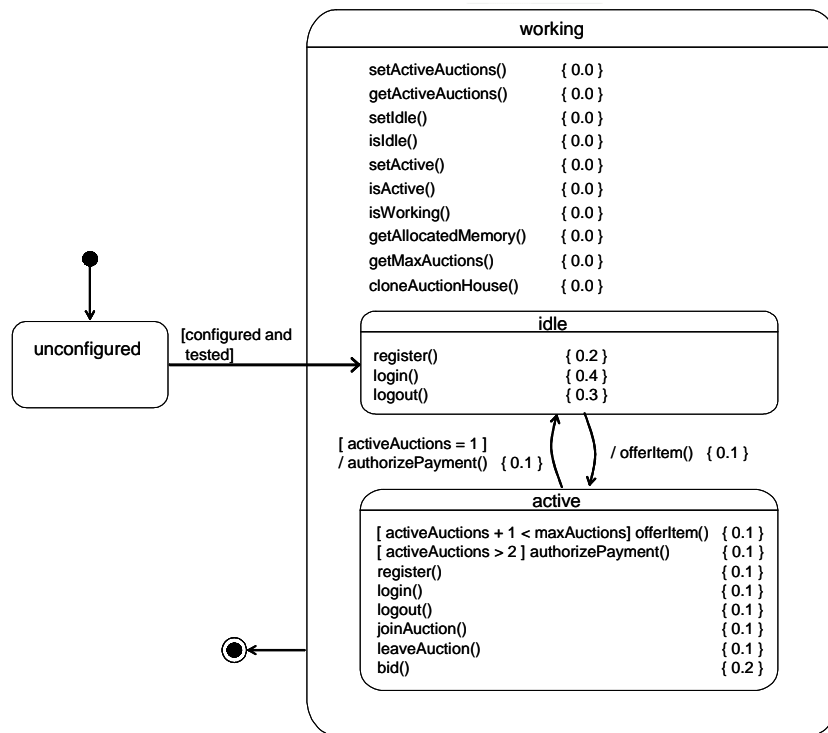 working
setActiveAuctions() { 0.0 }
getActiveAuctions() { 0.0 }
setIdle() { 0.0 }
isIdle() { 0.0 }
setActive() { 0.0 }
isActive() { 0.0 }
isWorking() { 0.0 }
getAllocatedMemory() { 0.0 }
getMaxAuctions() { 0.0 }
cloneAuctionHouse() { 0.0 }
unconfigured
[configured and
tested]
idle
register() { 0.2 }
login() { 0.4 }
logout() { 0.3 }
[ activeAuctions = 1 ]
/ authorizePayment() { 0.1 }
/ offerItem() { 0.1 }
active
[ activeAuctions + 1 < maxAuctions] offerItem() { 0.1 }
[ activeAuctions > 2 ] authorizePayment() { 0.1 }
register() { 0.1 }
login() { 0.1 }
logout() { 0.1 }
joinAuction() { 0.1 }
leaveAuction() { 0.1 }
bid() { 0.2 }